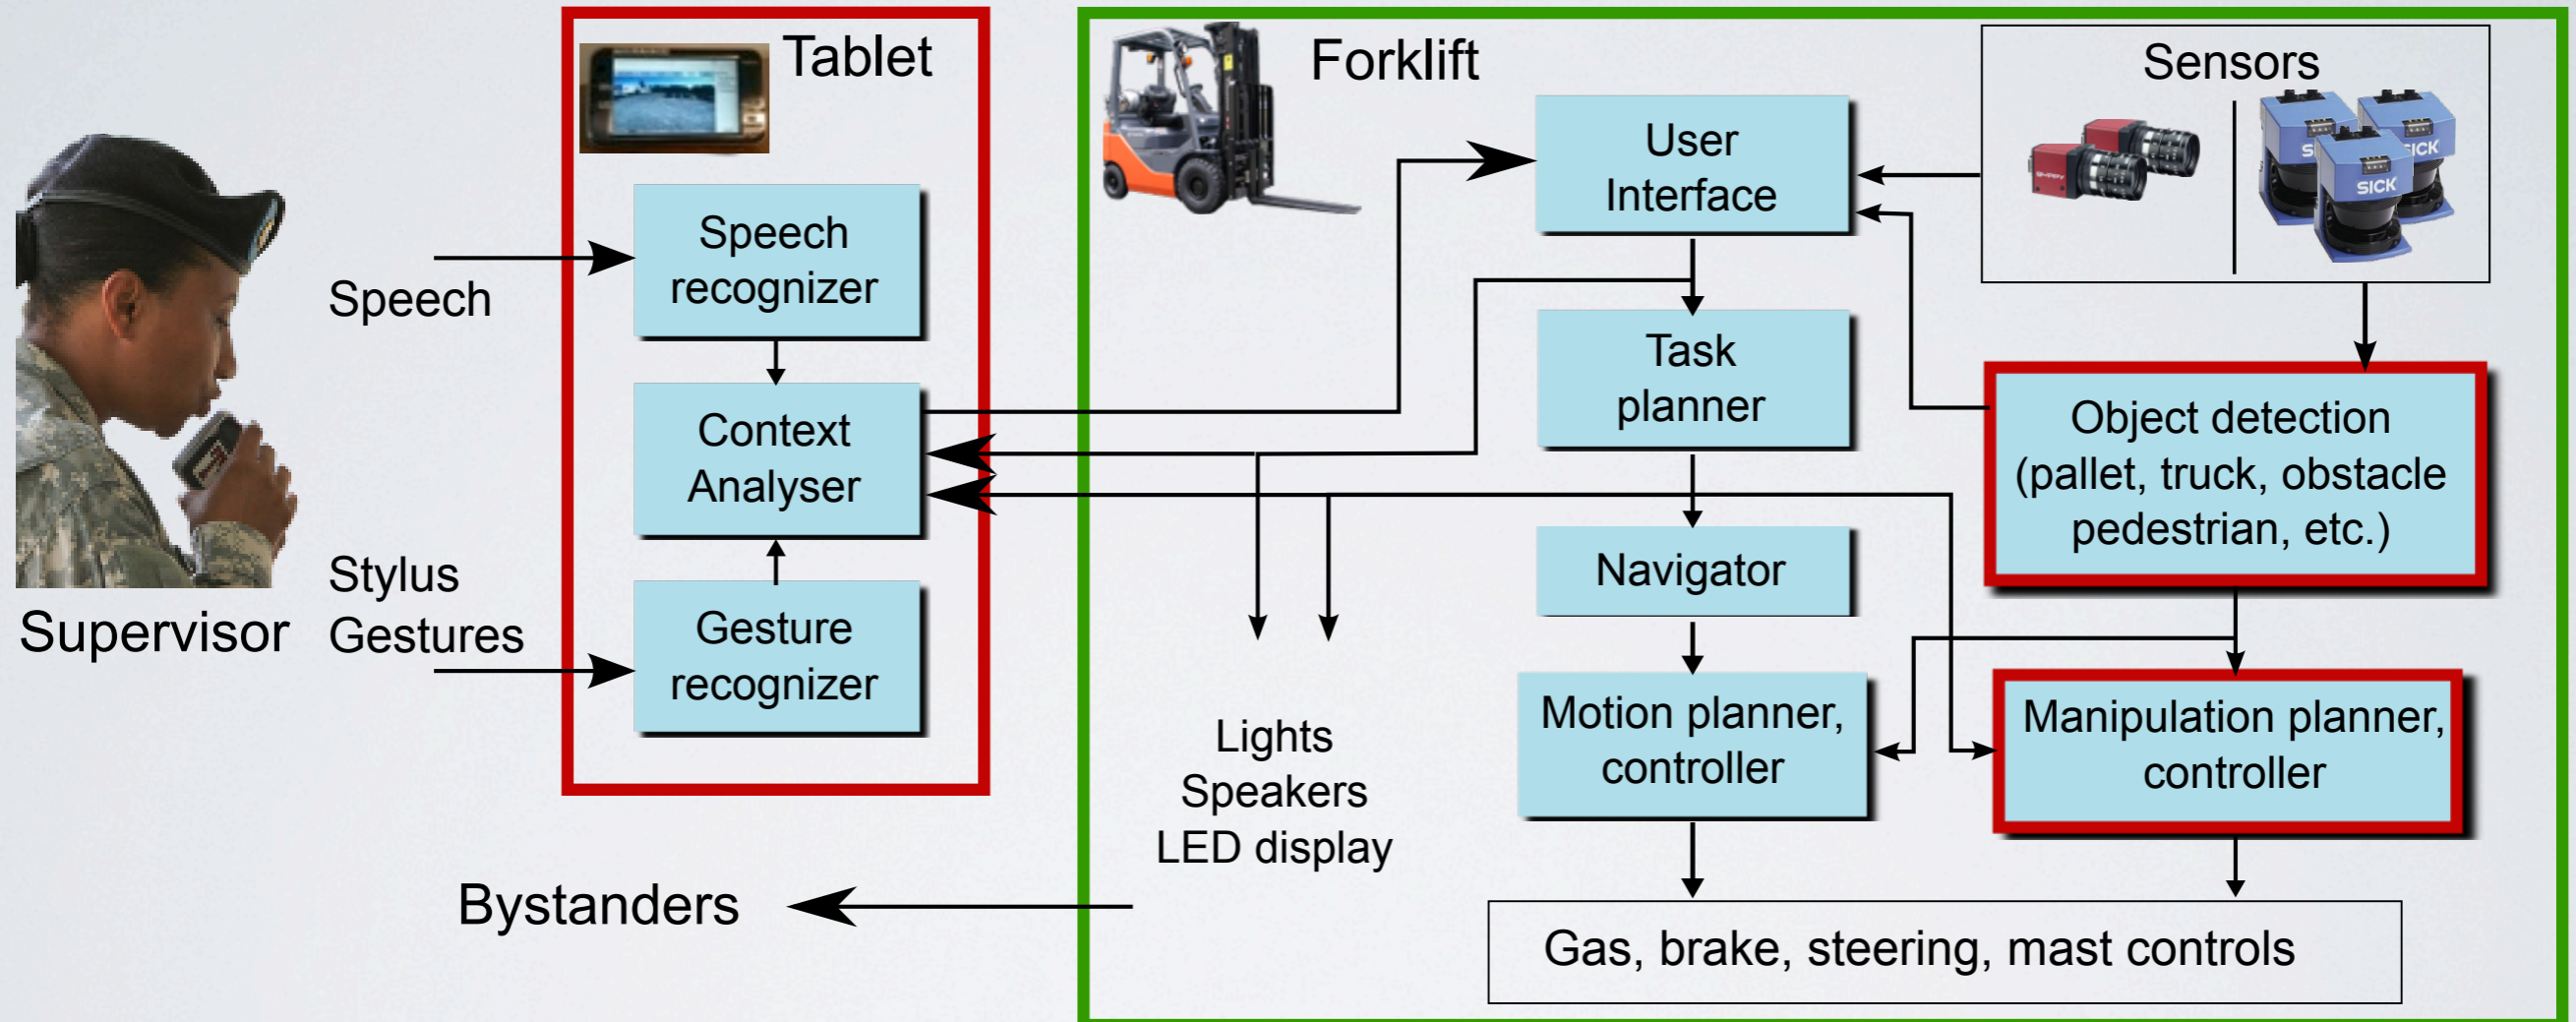 Supervisor
Speech
Stylus
Gestures
Tablet
Speech
recognizer
Context
Analyser
Gesture
recognizer
Bystanders
Forklift
User
Interface
Task
planner
Navigator
Motion planner,
controller
Lights
Speakers
LED display
Sensors
SICK
SICK
Object detection
(pallet, truck, obstacle
pedestrian, etc.)
Manipulation planner,
controller
Gas, brake, steering, mast controls